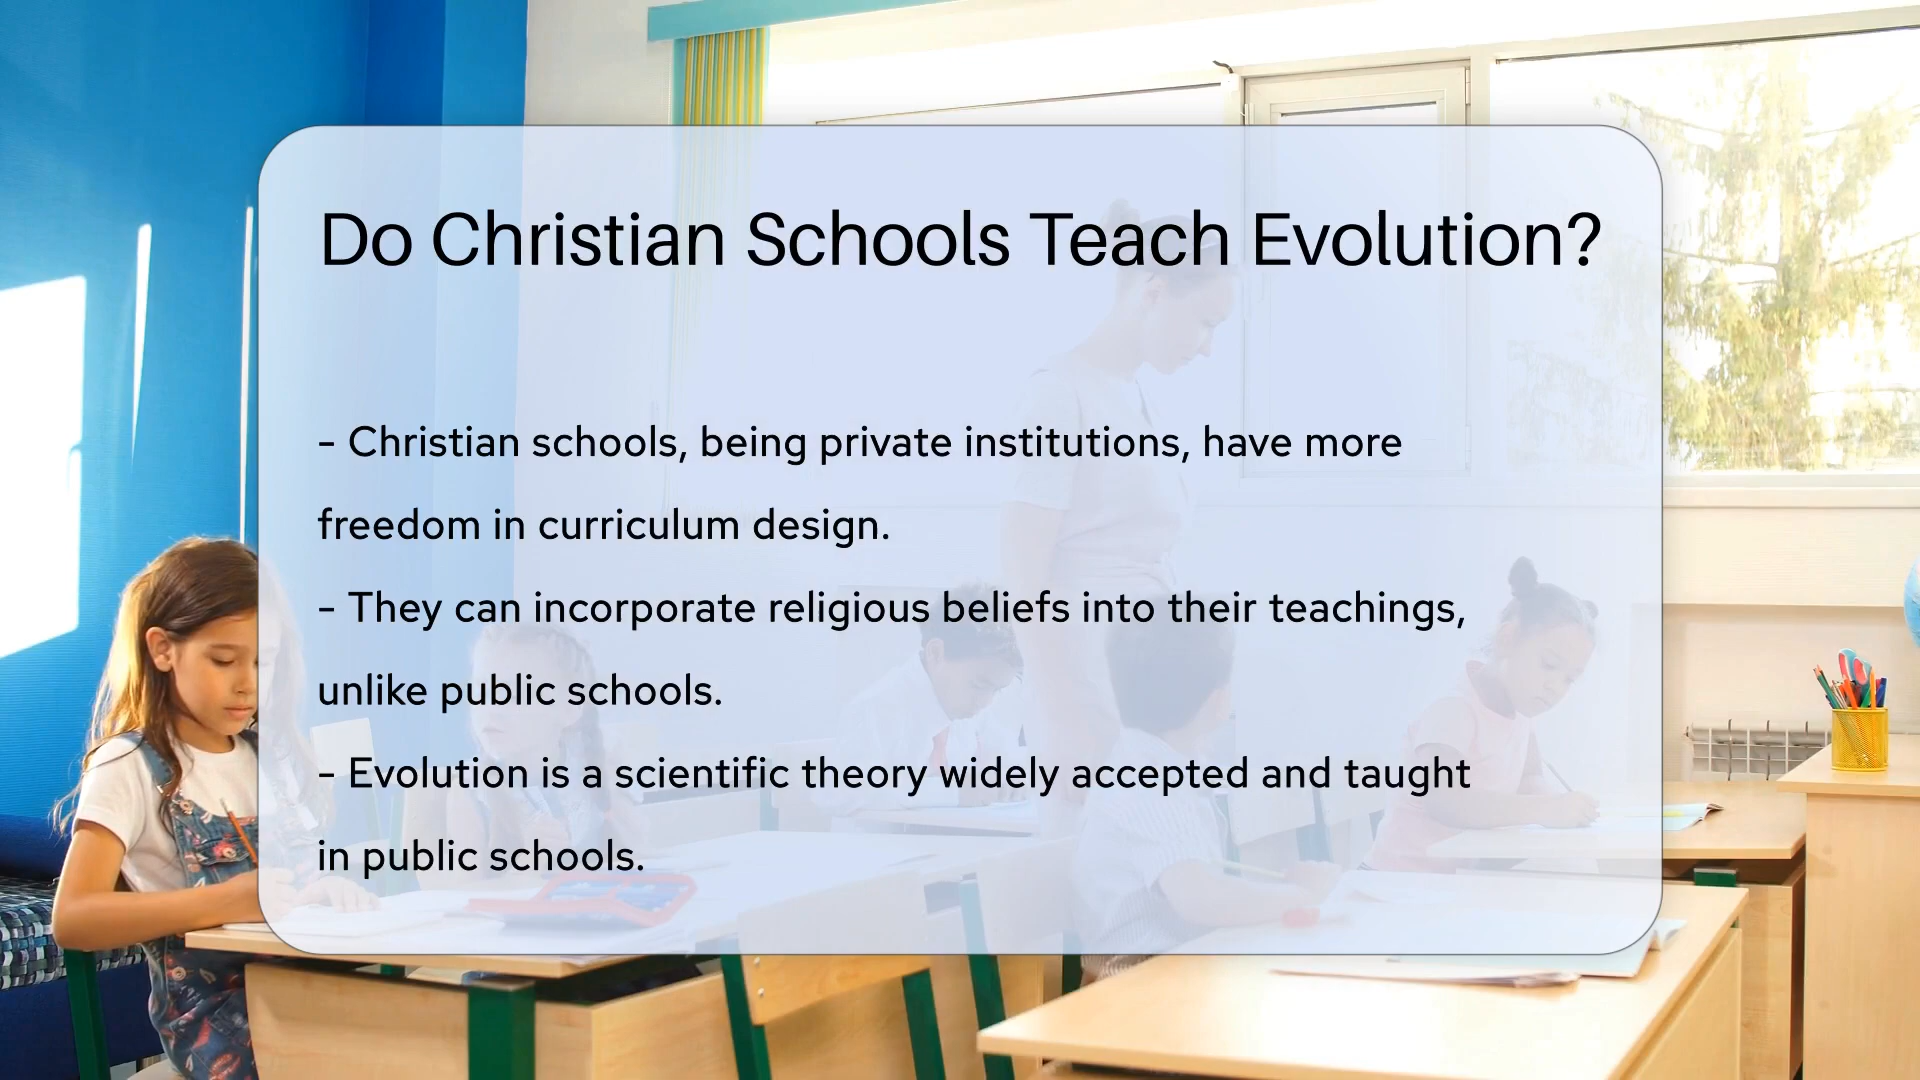 Do Christian Schools Teach Evolution?
- Christian schools, being private institutions, have more
freedom in curriculum design.
- They can incorporate religious beliefs into their teachings,
unlike public schools.
- Evolution is a scientific theory widely accepted and taught
in public schools.